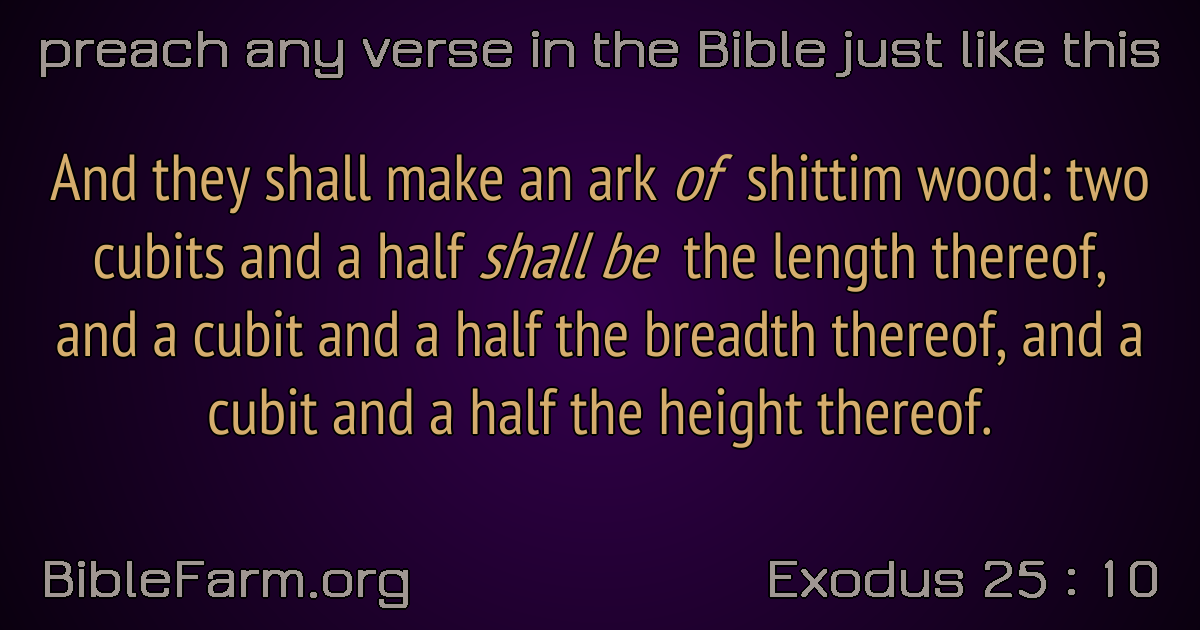 preach any verse in the Bible just like this
And they shall make an ark of shittim wood: two
cubits and a half shall be the length thereof,
and a cubit and a half the breadth thereof, and a
cubit and a half the height thereof.
BibleFarm.org
Exodus 25 : 10